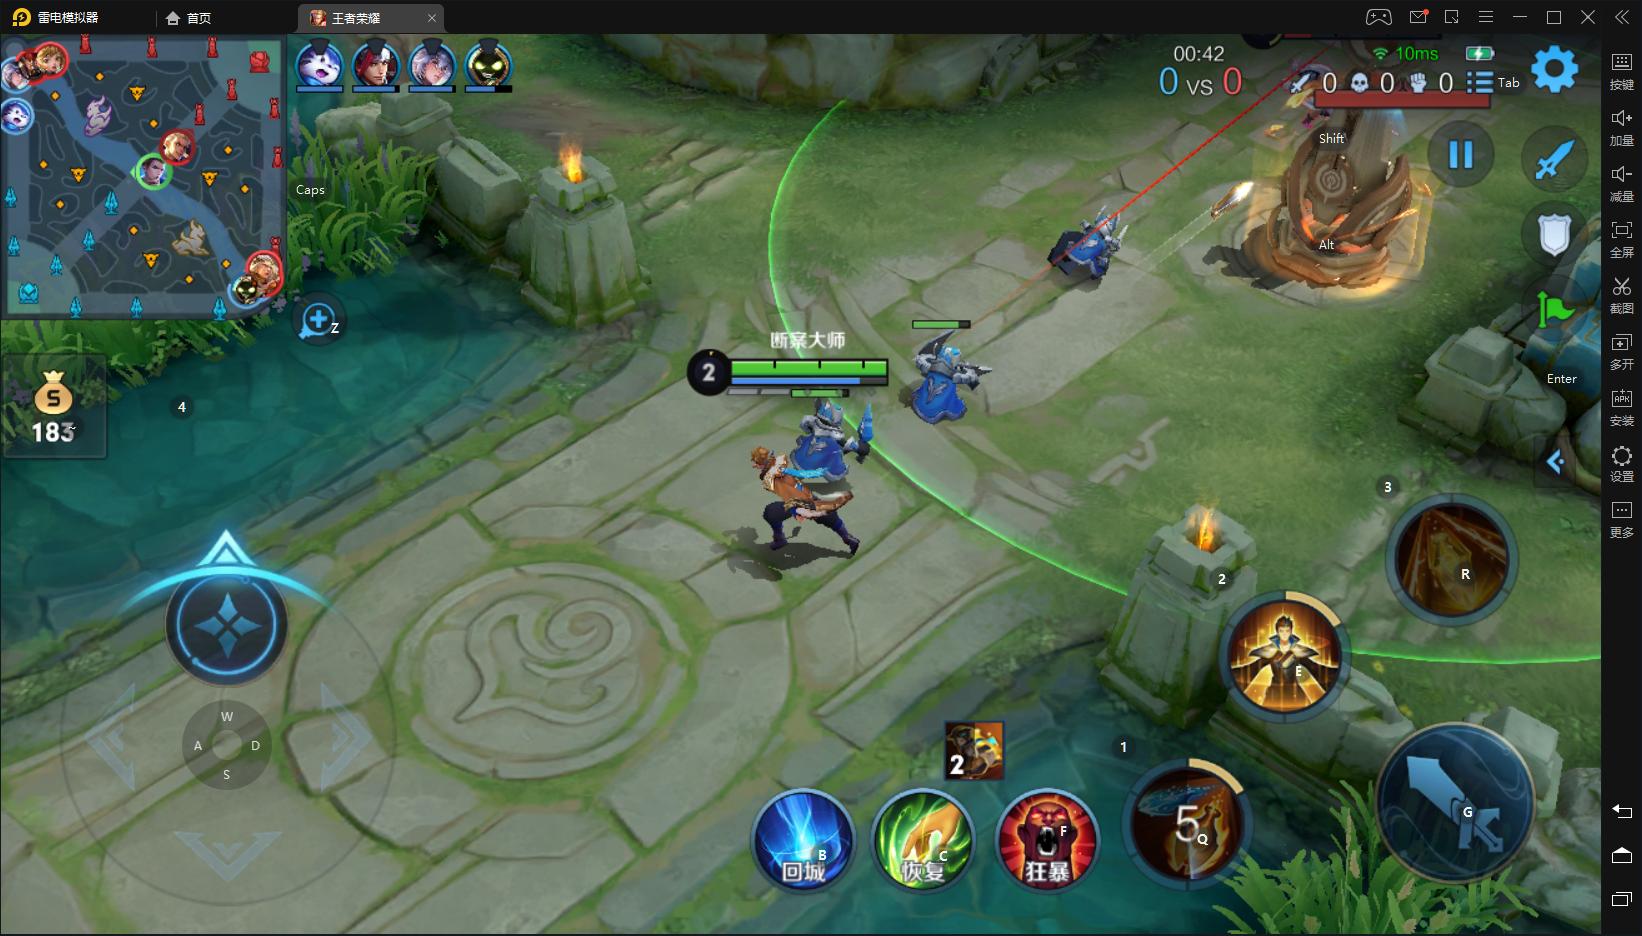 雷电模拟器
首页
王者荣耀
00:42
10ms
0 VS 0
0
0
0
Tab
Caps
Shift
Alt
Enter
Z
183
~
断案大师
2
4
3
2
1
W
A
D
S
R
E
G
5
Q
2
B
回城
C
恢复
F
狂暴
按键
加量
减量
全屏
截图
多开
APK
安装
设置
更多